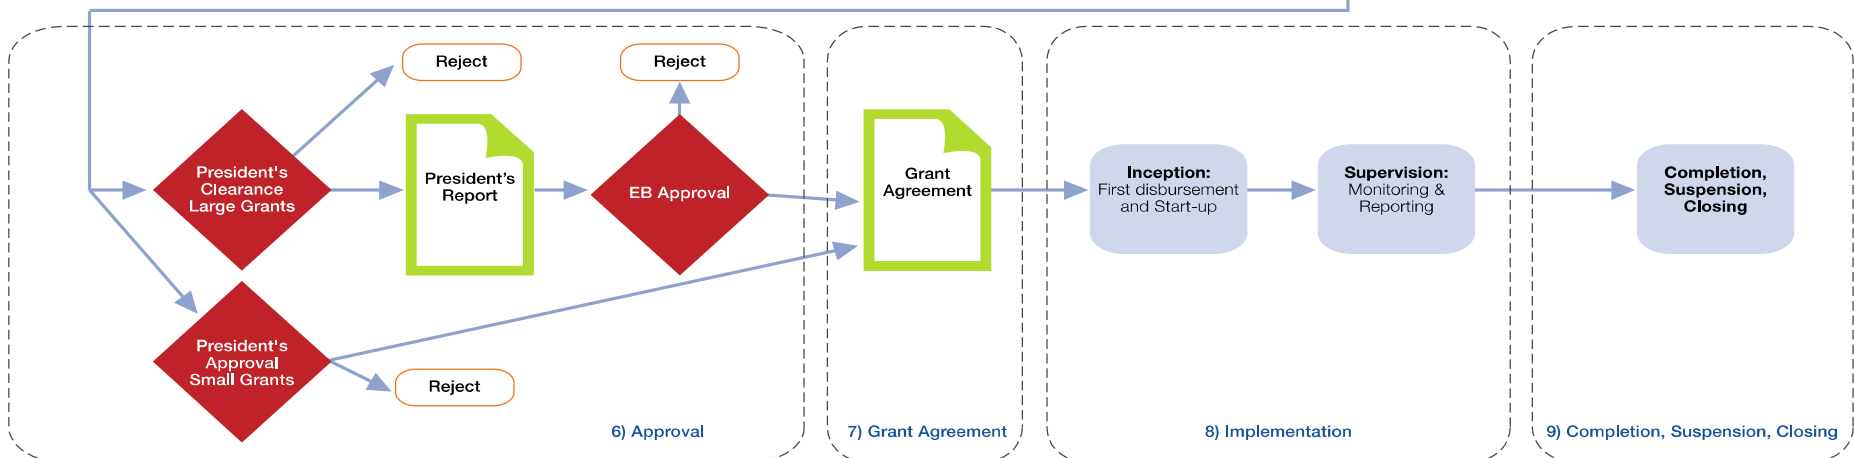 Reject
Reject
President's
Clearance
Large Grants
President's
Report
EB Approval
Grant
Agreement
Inception:
First disbursement
and Start-up
Supervision:
Monitoring &
Reporting
Completion,
Suspension,
Closing
President's
Approval
Small Grants
Reject
6) Approval
7) Grant Agreement
8) Implementation
9) Completion, Suspension, Closing